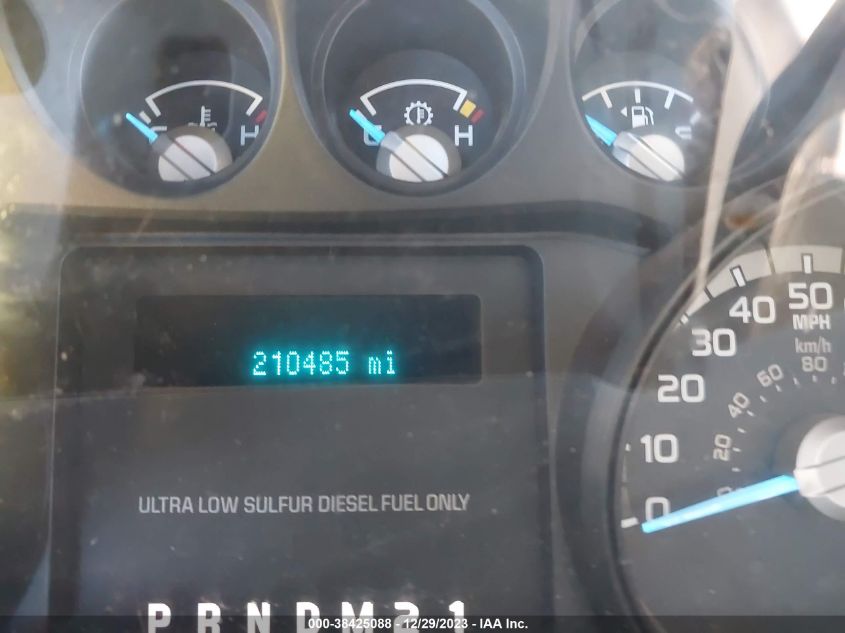 H
H
210485 mi
ULTRA LOW SULFUR DIESEL FUEL ONLY
P R N D M 2 1
50
MPH
40
30
20
10
0
km/h
80
60
40
20
000-38425088 - 12/29/2023 - IAA Inc.